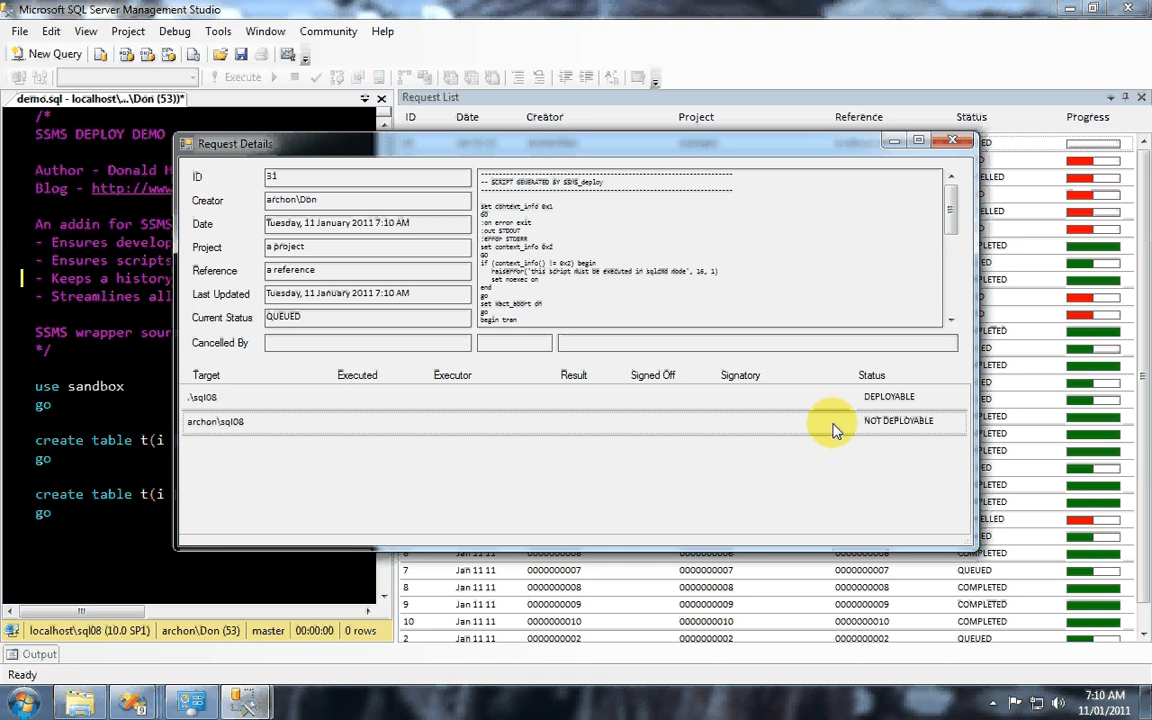 Microsoft SQL Server Management Studio
File Edit View Project Debug Tools Window Community Help
New Query
Execute
demo.sql - localhost\...\Don (53))*
Request List
ID Date Creator Project Reference Status Progress
/*
SSMS DEPLOY DEMO
Author - Donald H
Blog - http://www
An addin for SSMS
- Ensures develop
- Ensures scripts
- Keeps a history
- Streamlines all
SSMS wrapper sour
*/
use sandbox
go
create table t(i
go
create table t(i
go
Request Details
ID 31
Creator archon\Don
Date Tuesday, 11 January 2011 7:10 AM
Project a project
Reference a reference
Last Updated Tuesday, 11 January 2011 7:10 AM
Current Status QUEUED
Cancelled By
-- SCRIPT GENERATED BY SSMS_deploy
set context_info 0x1
GO
:on error exit
:out STDOUT
:error STDERR
set context_info 0x2
GO
if (context_info() != 0x2) begin
raiserror('this script must be executed in sqlcmd mode', 16, 1)
set noexec on
end
go
set xact_abort on
go
begin tran
Target Executed Executor Result Signed Off Signatory Status
.\sql08 DEPLOYABLE
archon\sql08 NOT DEPLOYABLE
7 Jan 11 11 0000000007 0000000007 0000000007 QUEUED
8 Jan 11 11 0000000008 0000000008 0000000008 COMPLETED
9 Jan 11 11 0000000009 0000000009 0000000009 COMPLETED
10 Jan 11 11 0000000010 0000000010 0000000010 COMPLETED
2 Jan 11 11 0000000002 0000000002 0000000002 QUEUED
localhost\sql08 (10.0 SP1) archon\Don (53) master 00:00:00 0 rows
Output
Ready
7:10 AM
11/01/2011